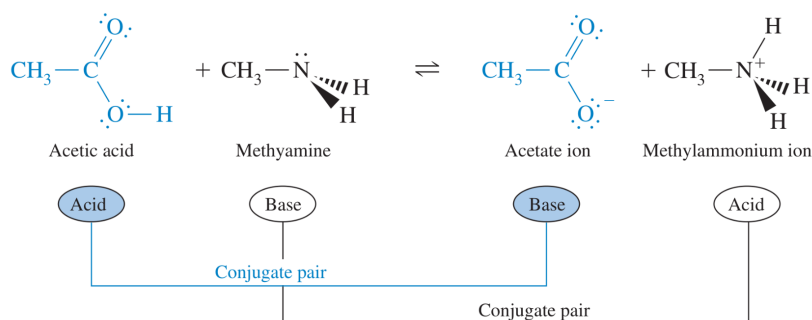 O O H
CH3 — C + CH3 — N H ⇌ CH3 — C + CH3 — N+ H
O — H H O− H
Acetic acid Methyamine Acetate ion Methylammonium ion
Acid Base Base Acid
Conjugate pair
Conjugate pair